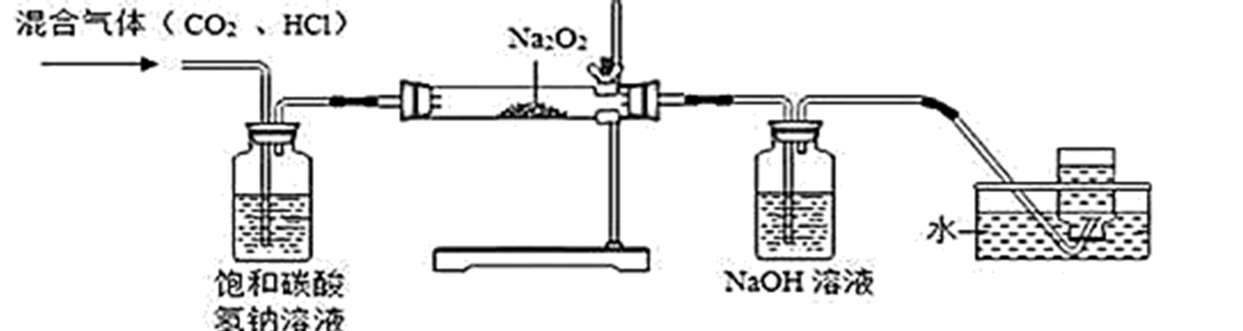 混合气体（CO₂、HCl）
Na₂O₂
饱和碳酸
氢钠溶液
NaOH 溶液
水